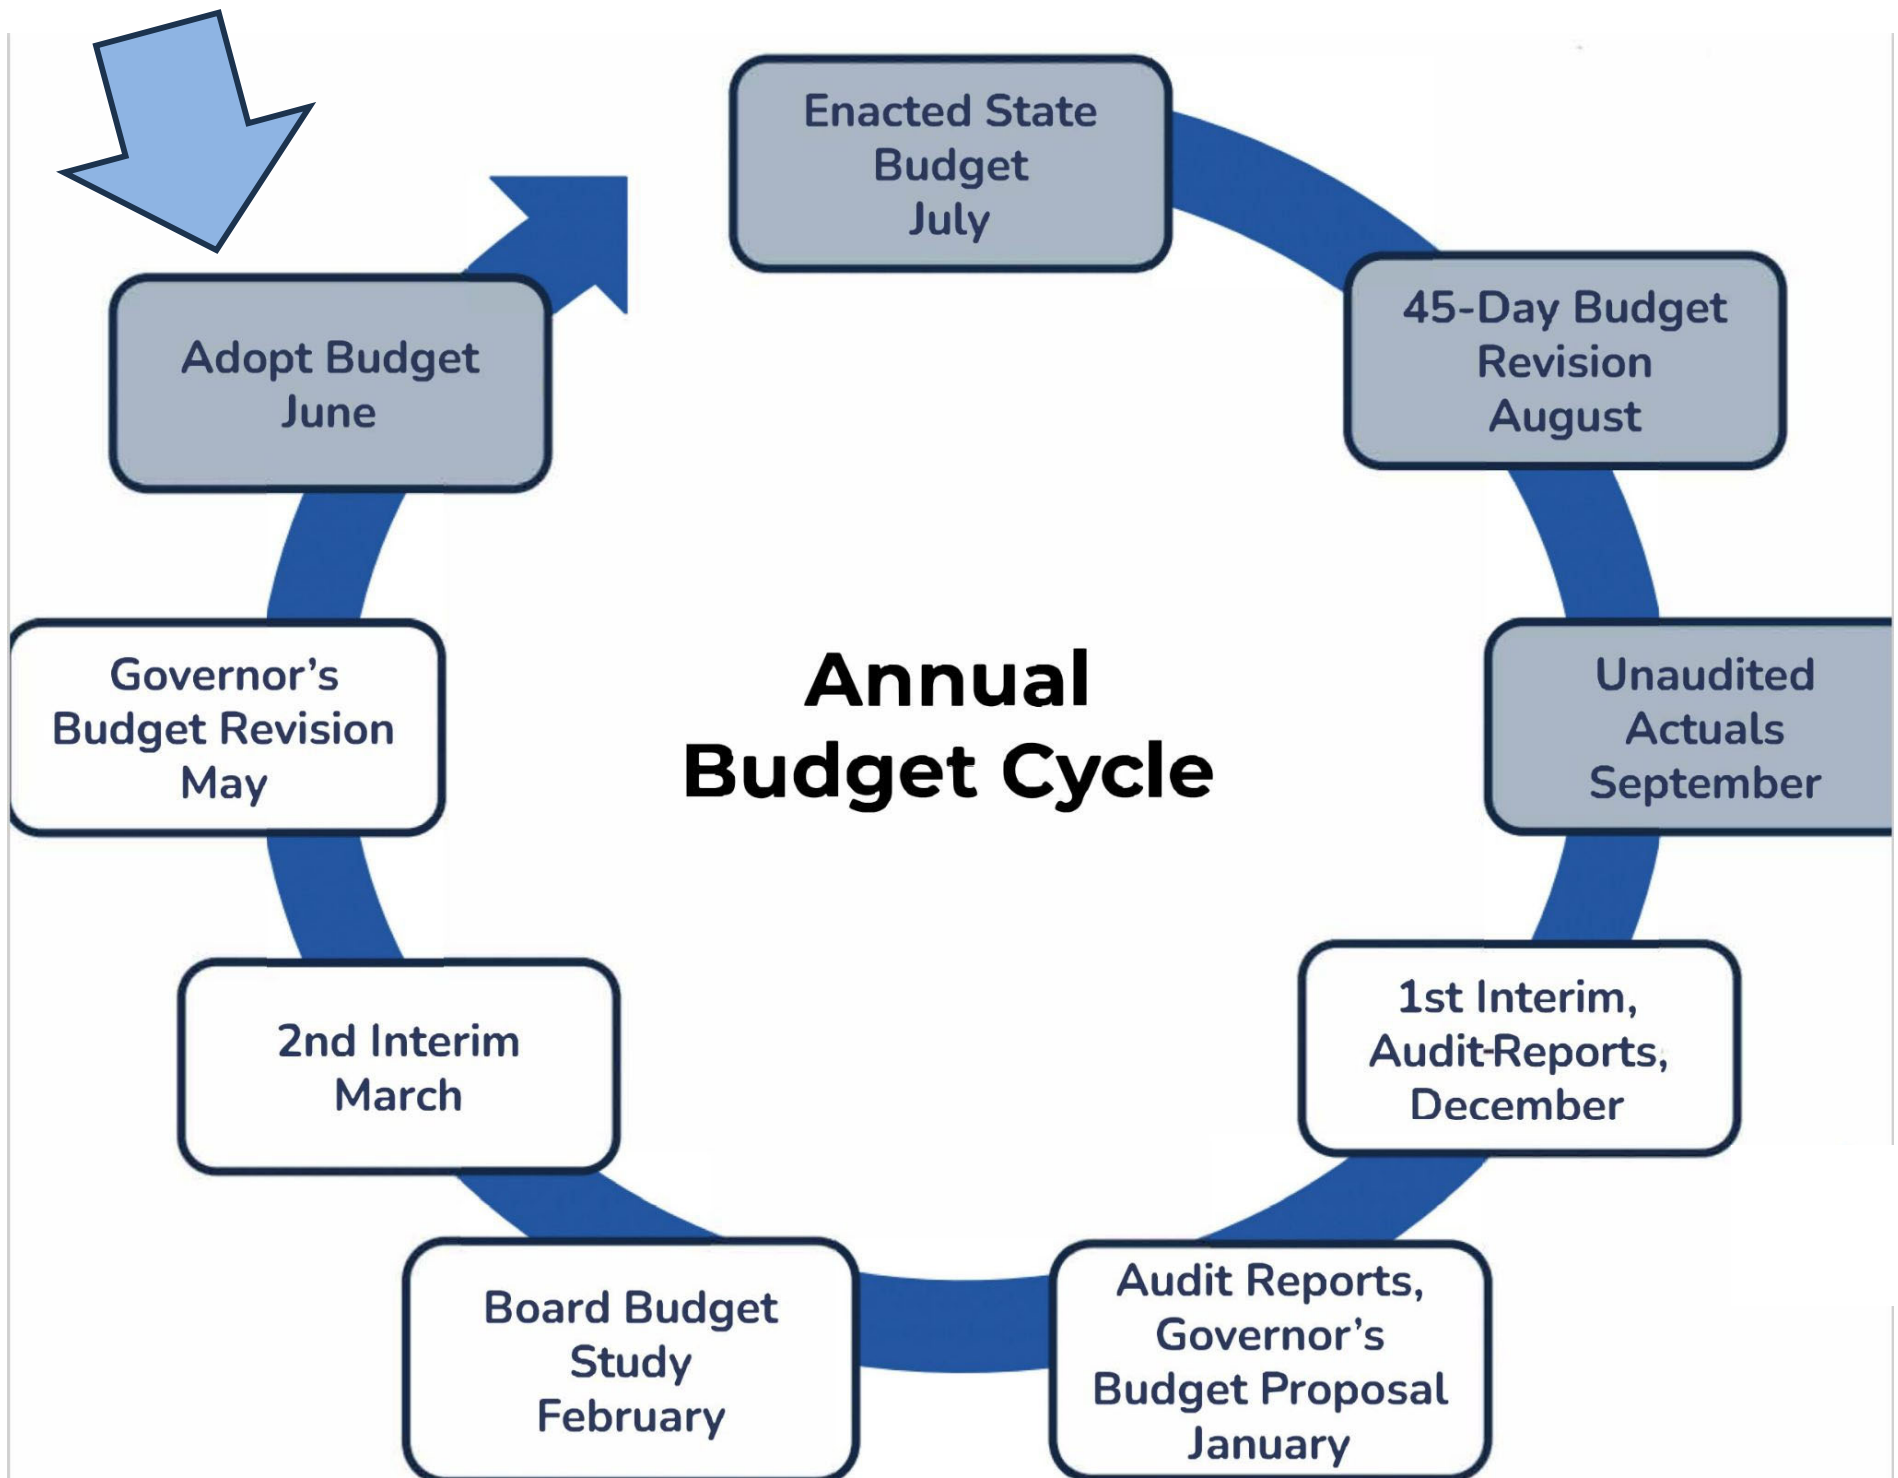 Enacted State
Budget
July
45-Day Budget
Revision
August
Unaudited
Actuals
September
1st Interim,
Audit-Reports,
December
Audit Reports,
Governor’s
Budget Proposal
January
Board Budget
Study
February
2nd Interim
March
Governor’s
Budget Revision
May
Adopt Budget
June
Annual
Budget Cycle